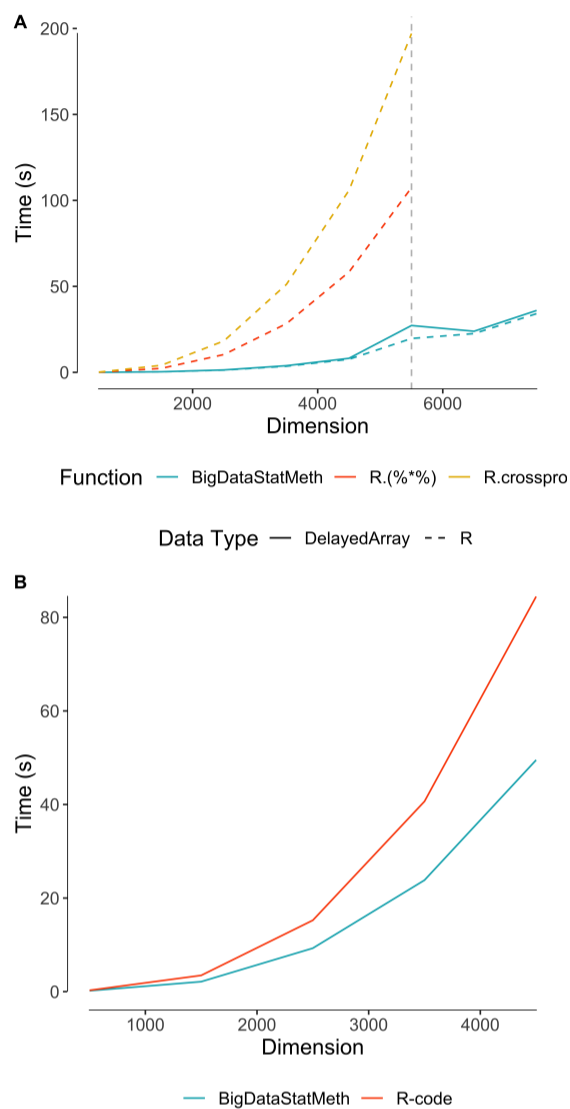 A
200
150
100
50
0
Time (s)
2000 4000 6000
Dimension
Function BigDataStatMeth R.(%*%) R.crosspro
Data Type DelayedArray R
B
80
60
40
20
0
Time (s)
1000 2000 3000 4000
Dimension
BigDataStatMeth R-code